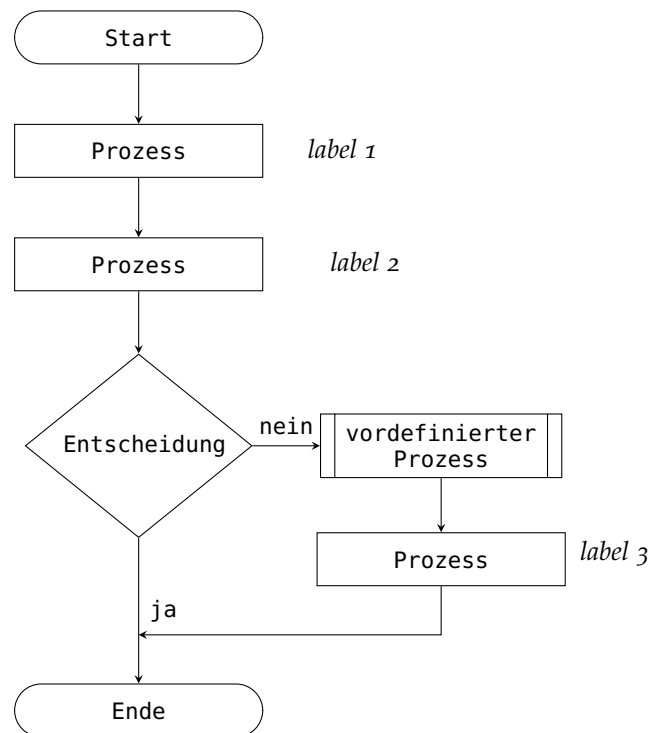 Start
Prozess
label 1
Prozess
label 2
Entscheidung
nein
vordefinierter
Prozess
Prozess
label 3
ja
Ende